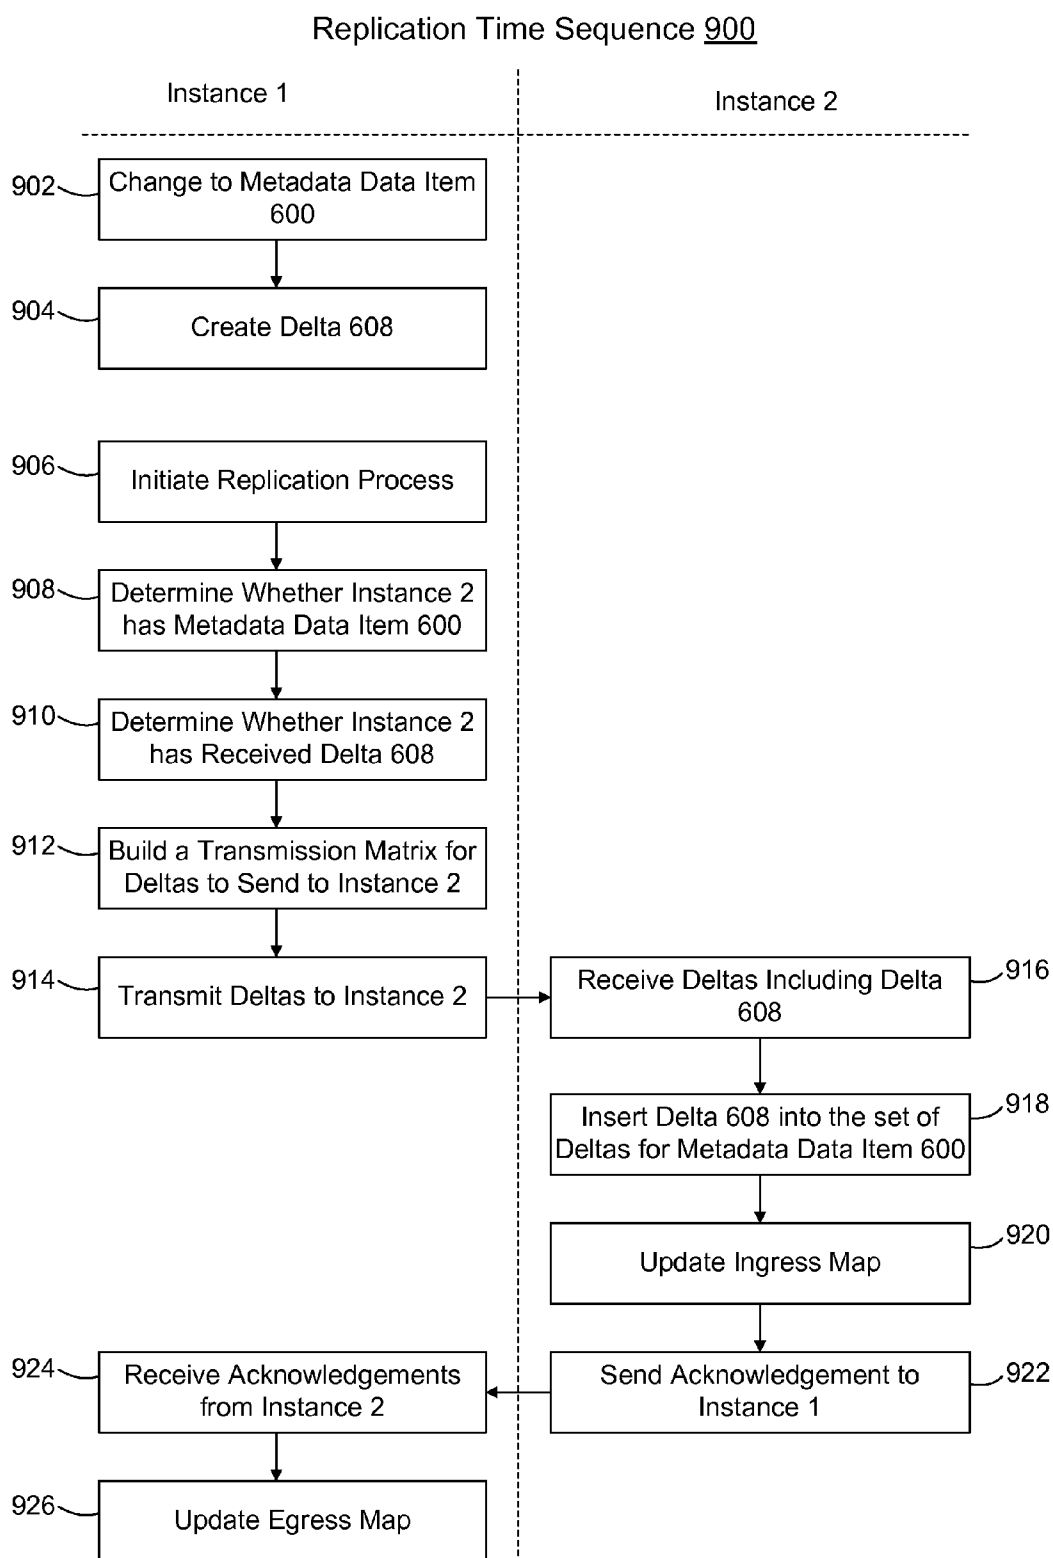 Replication Time Sequence 900
Instance 1
Instance 2
902
Change to Metadata Data Item
600
904
Create Delta 608
906
Initiate Replication Process
908
Determine Whether Instance 2
has Metadada Data Item 600
910
Determine Whether Instance 2
has Received Delta 608
912
Build a Transmission Matrix for
Deltas to Send to Instance 2
914
Transmit Deltas to Instance 2
Receive Deltas Including Delta
608
916
Insert Delta 608 into the set of
Deltas for Metadata Data Item 600
918
Update Ingress Map
920
924
Receive Acknowledgements
from Instance 2
Send Acknowledgement to
Instance 1
922
926
Update Egress Map